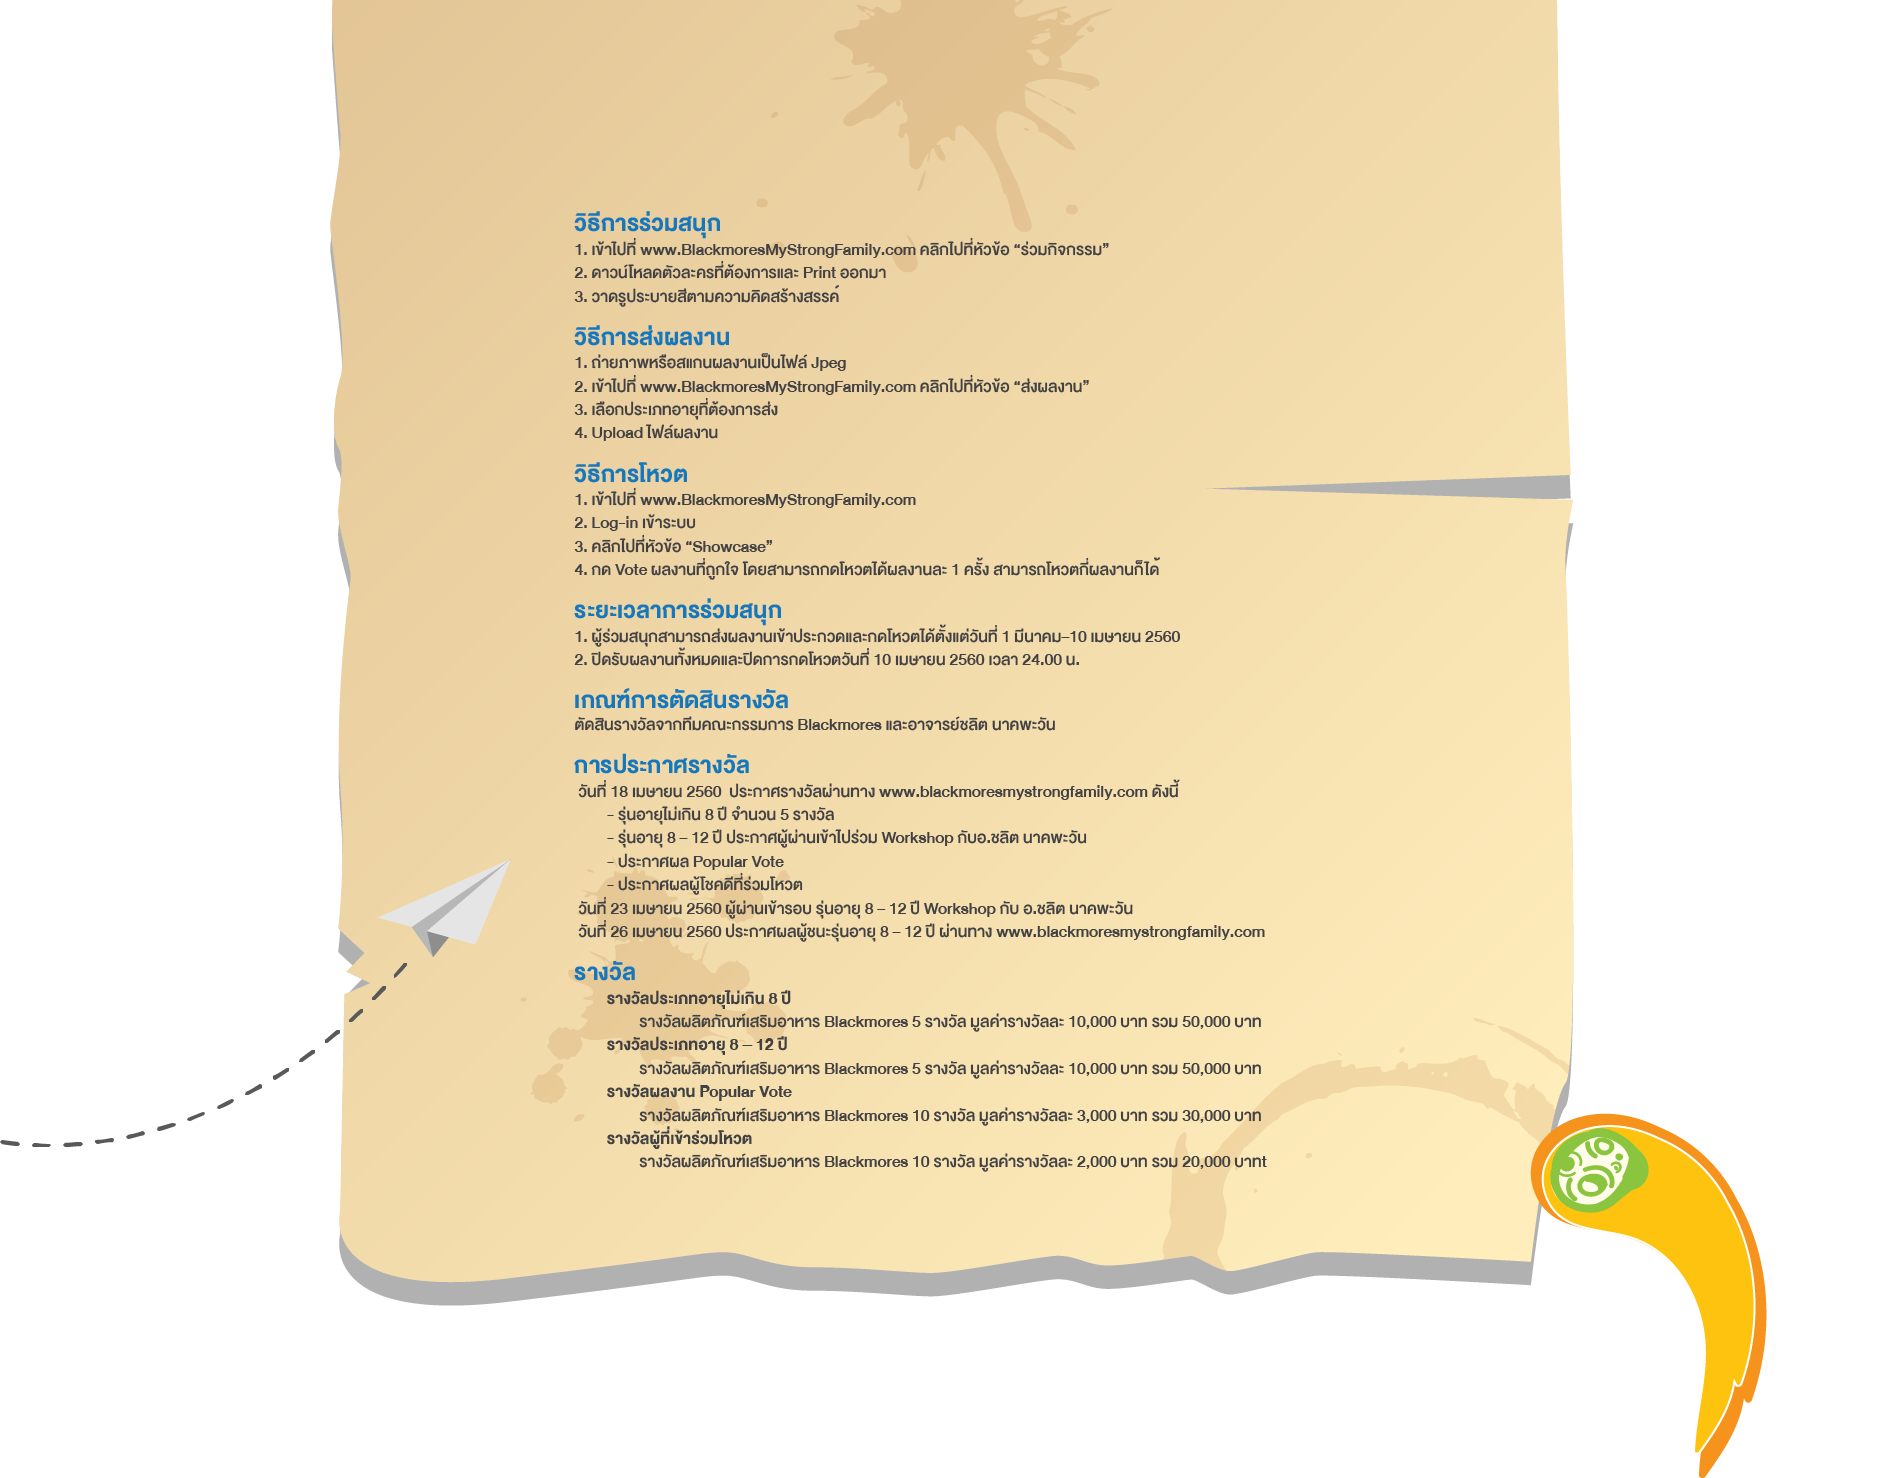 วิธีการร่วมสนุก
1. เข้าไปที่ www.BlackmoresMyStrongFamily.com คลิกไปที่หัวข้อ “ร่วมกิจกรรม”
2. ดาวน์โหลดตัวละครที่ต้องการและ Print ออกมา
3. วาดรูประบายสีตามความคิดสร้างสรรค์
วิธีการส่งผลงาน
1. ถ่ายภาพหรือสแกนผลงานเป็นไฟล์ Jpeg
2. เข้าไปที่ www.BlackmoresMyStrongFamily.com คลิกไปที่หัวข้อ “ส่งผลงาน”
3. เลือกประเภทอายุที่ต้องการส่ง
4. Upload ไฟล์ผลงาน
วิธีการโหวต
1. เข้าไปที่ www.BlackmoresMyStrongFamily.com
2. Log-in เข้าระบบ
3. คลิกไปที่หัวข้อ “Showcase”
4. กด Vote ผลงานที่ถูกใจ โดยสามารถกดโหวตได้ผลงานละ 1 ครั้ง สามารถโหวตกี่ผลงานก็ได้
ระยะเวลาการร่วมสนุก
1. ผู้ร่วมสนุกสามารถส่งผลงานเข้าประกวดและกดโหวตได้ตั้งแต่วันที่ 1 มีนาคม–10 เมษายน 2560
2. ปิดรับผลงานทั้งหมดและปิดการกดโหวตวันที่ 10 เมษายน 2560 เวลา 24.00 น.
เกณฑ์การตัดสินรางวัล
ตัดสินรางวัลจากทีมคณะกรรมการ Blackmores และอาจารย์ชลิต นาคพะวัน
การประกาศรางวัล
วันที่ 18 เมษายน 2560 ประกาศรางวัลผ่านทาง www.blackmoresmystrongfamily.com ดังนี้
- รุ่นอายุไม่เกิน 8 ปี จำนวน 5 รางวัล
- รุ่นอายุ 8 – 12 ปี ประกาศผู้ผ่านเข้าไปร่วม Workshop กับอ.ชลิต นาคพะวัน
- ประกาศผล Popular Vote
- ประกาศผลผู้โชคดีที่ร่วมโหวต
วันที่ 23 เมษายน 2560 ผู้ผ่านเข้ารอบ รุ่นอายุ 8 – 12 ปี Workshop กับ อ.ชลิต นาคพะวัน
วันที่ 26 เมษายน 2560 ประกาศผลผู้ชนะรุ่นอายุ 8 – 12 ปี ผ่านทาง www.blackmoresmystrongfamily.com
รางวัล
รางวัลประเภทอายุไม่เกิน 8 ปี
รางวัลผลิตภัณฑ์เสริมอาหาร Blackmores 5 รางวัล มูลค่ารางวัลละ 10,000 บาท รวม 50,000 บาท
รางวัลประเภทอายุ 8 – 12 ปี
รางวัลผลิตภัณฑ์เสริมอาหาร Blackmores 5 รางวัล มูลค่ารางวัลละ 10,000 บาท รวม 50,000 บาท
รางวัลผลงาน Popular Vote
รางวัลผลิตภัณฑ์เสริมอาหาร Blackmores 10 รางวัล มูลค่ารางวัลละ 3,000 บาท รวม 30,000 บาท
รางวัลผู้ที่เข้าร่วมโหวต
รางวัลผลิตภัณฑ์เสริมอาหาร Blackmores 10 รางวัล มูลค่ารางวัลละ 2,000 บาท รวม 20,000 บาทt